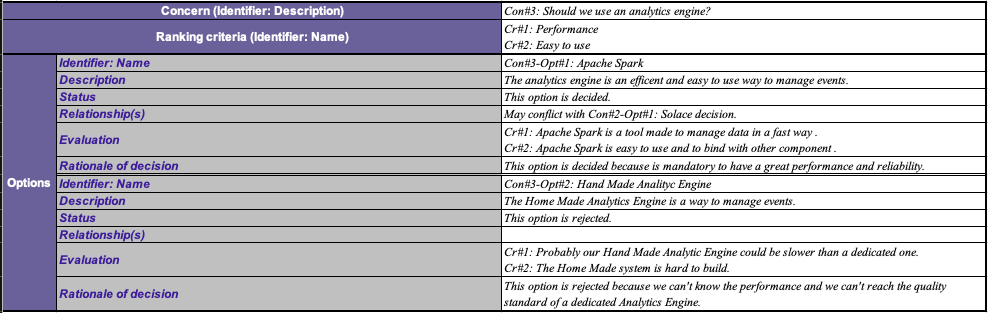 Concern (Identifier: Description)
Con#3: Should we use an analytics engine?
Ranking criteria (Identifier: Name)
Cr#1: Performance
Cr#2: Easy to use
Options
Identifier: Name
Con#3-Opt#1: Apache Spark
Description
The analytics engine is an efficent and easy to use way to manage events.
Status
This option is decided.
Relationship(s)
May conflict with Con#2-Opt#1: Solace decision.
Evaluation
Cr#1: Apache Spark is a tool made to manage data in a fast way .
Cr#2: Apache Spark is easy to use and to bind with other component .
Rationale of decision
This option is decided because is mandatory to have a great performance and reliability.
Identifier: Name
Con#3-Opt#2: Hand Made Analityc Engine
Description
The Home Made Analytics Engine is a way to manage events.
Status
This option is rejected.
Relationship(s)
Evaluation
Cr#1: Probably our Hand Made Analytic Engine could be slower than a dedicated one.
Cr#2: The Home Made system is hard to build.
Rationale of decision
This option is rejected because we can't know the performance and we can't reach the quality
standard of a dedicated Analytics Engine.